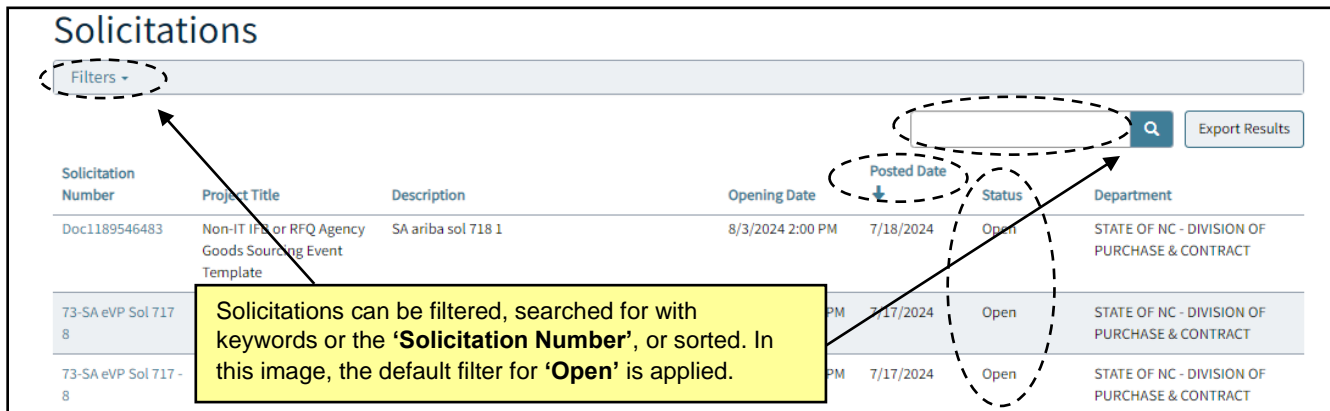 Solicitations
Filters
Export Results
Solicitation
Number
Project Title
Description
Opening Date
Posted Date
Status
Department
Doc1189546483
Non-IT IFB or RFQ Agency
Goods Sourcing Event
Template
SA ariba sol 718 1
8/3/2024 2:00 PM
7/18/2024
Open
STATE OF NC - DIVISION OF
PURCHASE & CONTRACT
73-SA eVP Sol 717
8
PM
7/17/2024
Open
STATE OF NC - DIVISION OF
PURCHASE & CONTRACT
73-SA eVP Sol 717 -
8
PM
7/17/2024
Open
STATE OF NC - DIVISION OF
PURCHASE & CONTRACT
Solicitations can be filtered, searched for with
keywords or the ‘Solicitation Number’, or sorted. In
this image, the default filter for ‘Open’ is applied.